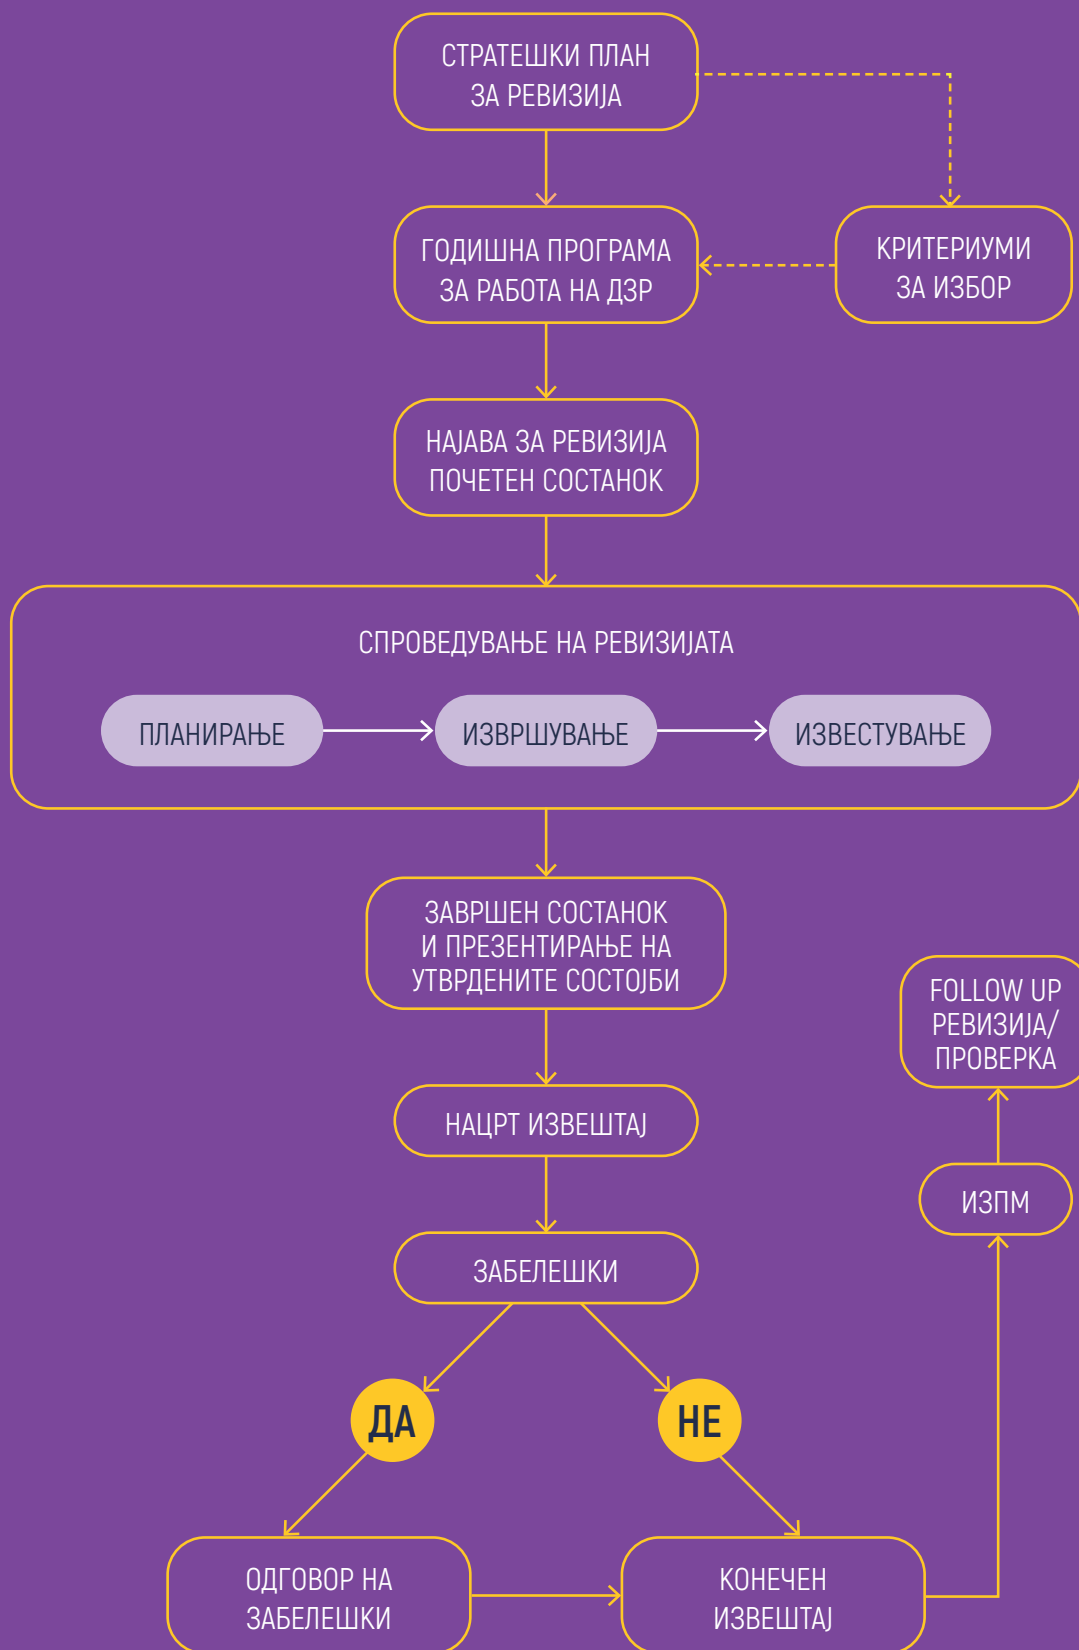 СТРАТЕШКИ ПЛАН
ЗА РЕВИЗИЈА
ГОДИШНА ПРОГРАМА
ЗА РАБОТА НА ДЗР
КРИТЕРИУМИ
ЗА ИЗБОР
НАЈАВА ЗА РЕВИЗИЈА
ПОЧЕТЕН СОСТАНОК
СПРОВЕДУВАЊЕ НА РЕВИЗИЈАТА
ПЛАНИРАЊЕ
ИЗВРШУВАЊЕ
ИЗВЕСТУВАЊЕ
ЗАВРШЕН СОСТАНОК
И ПРЕЗЕНТИРАЊЕ НА
УТВРДЕНИТЕ СОСТОЈБИ
FOLLOW UP
РЕВИЗИЈА/
ПРОВЕРКА
НАЦРТ ИЗВЕШТАЈ
ИЗПМ
ЗАБЕЛЕШКИ
ДА
НЕ
ОДГОВОР НА
ЗАБЕЛЕШКИ
КОНЕЧЕН
ИЗВЕШТАЈ